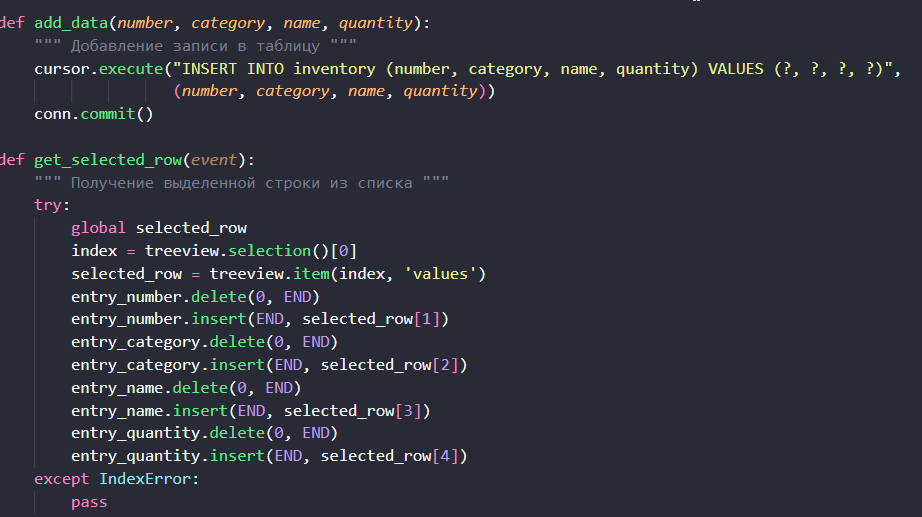 def add_data(number, category, name, quantity):
    """ Добавление записи в таблицу """
    cursor.execute("INSERT INTO inventory (number, category, name, quantity) VALUES (?, ?, ?, ?)",
                   (number, category, name, quantity))
    conn.commit()

def get_selected_row(event):
    """ Получение выделенной строки из списка """
    try:
        global selected_row
        index = treeview.selection()[0]
        selected_row = treeview.item(index, 'values')
        entry_number.delete(0, END)
        entry_number.insert(END, selected_row[1])
        entry_category.delete(0, END)
        entry_category.insert(END, selected_row[2])
        entry_name.delete(0, END)
        entry_name.insert(END, selected_row[3])
        entry_quantity.delete(0, END)
        entry_quantity.insert(END, selected_row[4])
    except IndexError:
        pass